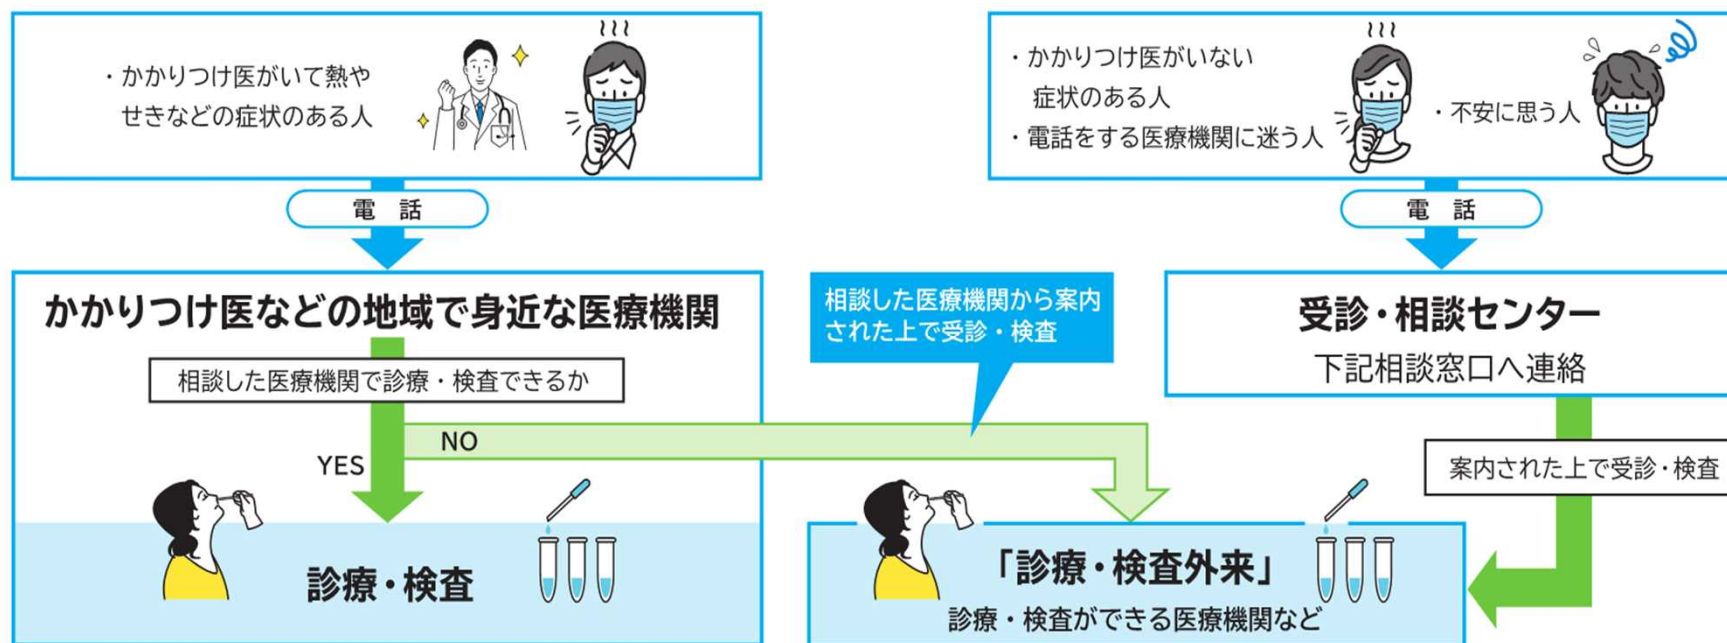 ・かかりつけ医がいて熱や
せきなどの症状のある人
電話
かかりつけ医などの地域で身近な医療機関
相談した医療機関で診療・検査できるか
YES
NO
診療・検査
相談した医療機関から案内
された上で受診・検査
・かかりつけ医がいない
症状のある人
・電話をする医療機関に迷う人
・不安に思う人
電話
受診・相談センター
下記相談窓口へ連絡
案内された上で受診・検査
「診療・検査外来」
診療・検査ができる医療機関など